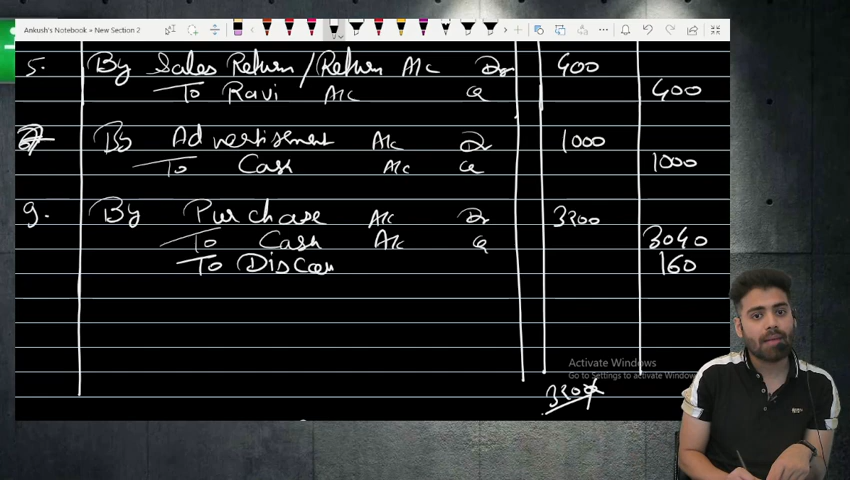 Ankush's Notebook » New Section 2
5. By Sales Return/Return A/c Dr 400
To Ravi A/c Cr 400
By Advertisment A/c Dr 1000
To Cash A/c Cr 1000
9. By Purchase A/c Dr 3200
To Cash A/c Cr 3040
To Discou 160
Activate Windows
Go to Settings to activate Windows